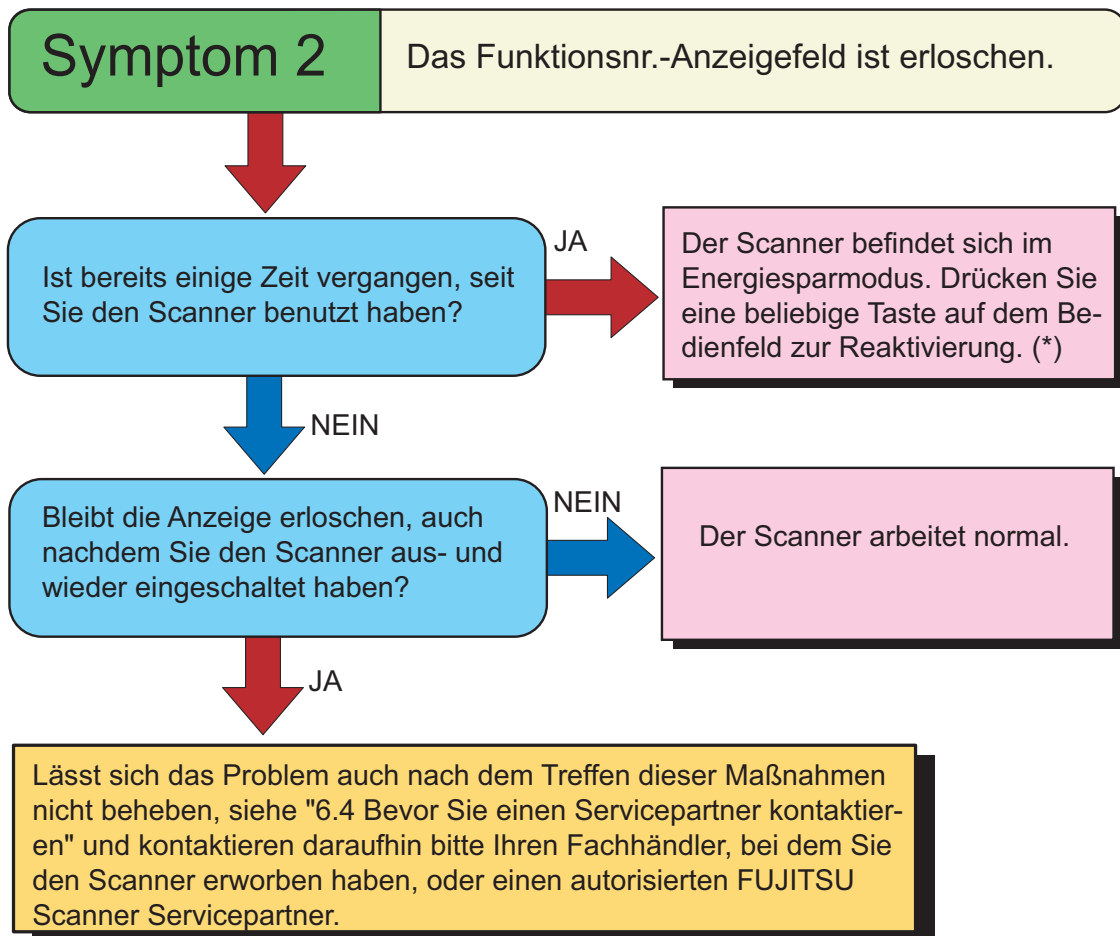 Symptom 2
Das Funktionsnr.-Anzeigefeld ist erloschen.
Ist bereits einige Zeit vergangen, seit
Sie den Scanner benutzt haben?
JA
Der Scanner befindet sich im
Energiesparmodus. Drücken Sie
eine beliebige Taste auf dem Be-
dienfeld zur Reaktivierung. (*)
NEIN
Bleibt die Anzeige erloschen, auch
nachdem Sie den Scanner aus- und
wieder eingeschaltet haben?
NEIN
Der Scanner arbeitet normal.
JA
Lässt sich das Problem auch nach dem Treffen dieser Maßnahmen
nicht beheben, siehe "6.4 Bevor Sie einen Servicepartner kontaktier-
en" und kontaktieren daraufhin bitte Ihren Fachhändler, bei dem Sie
den Scanner erworben haben, oder einen autorisierten FUJITSU
Scanner Servicepartner.